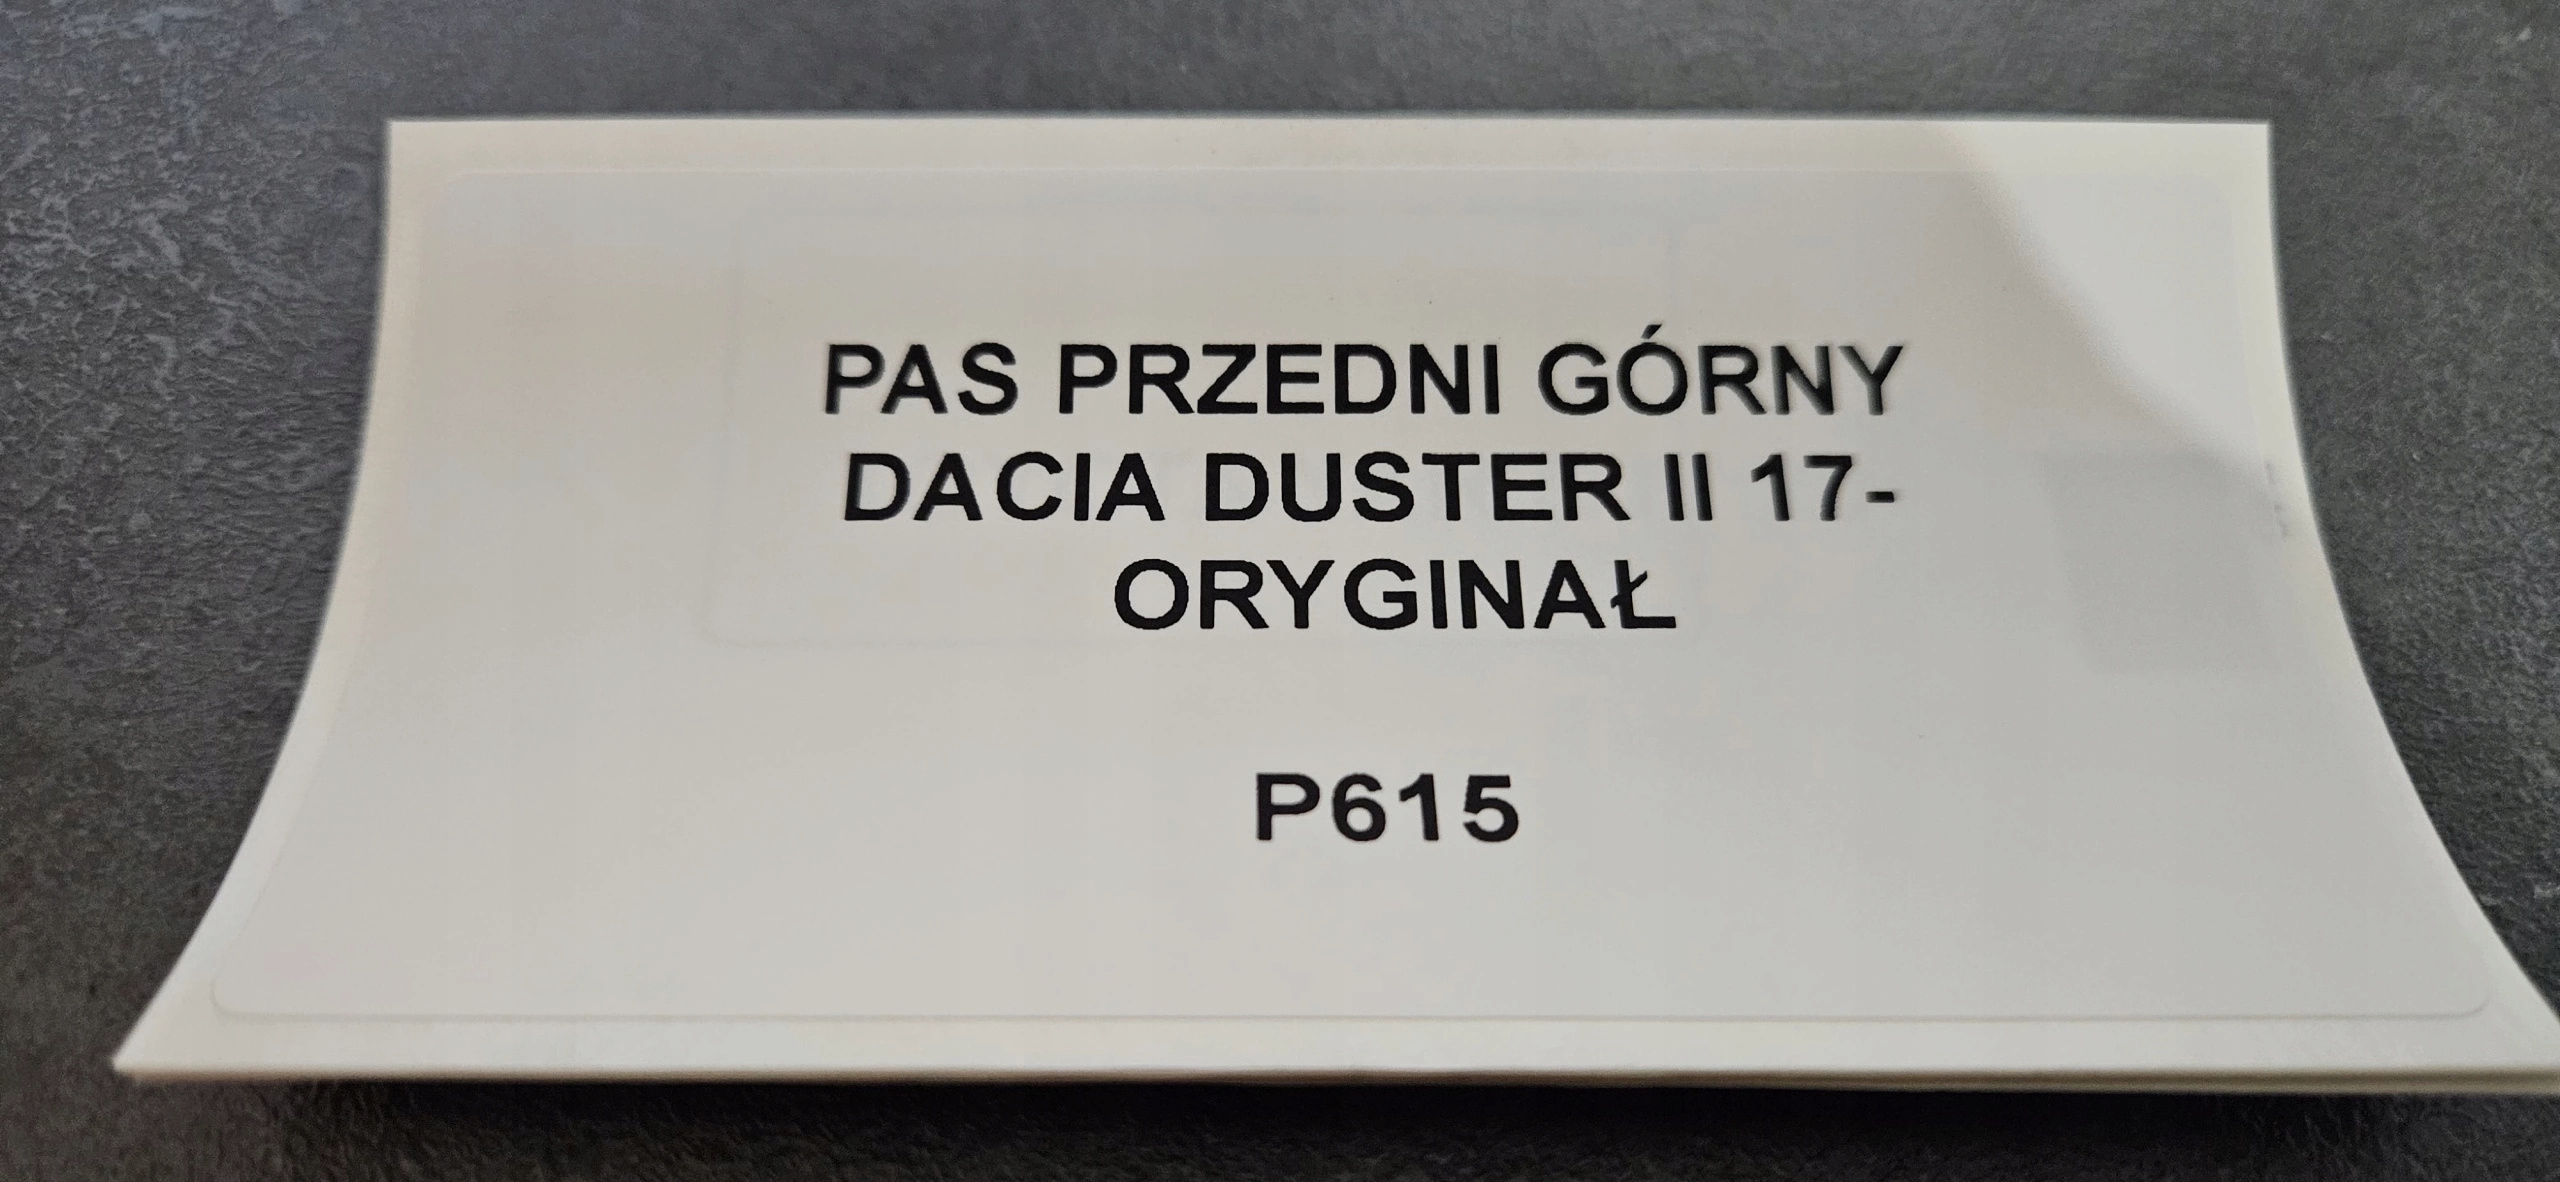 PAS PRZEDNI GÓRNY
DACIA DUSTER II 17-
ORYGINAŁ
P615